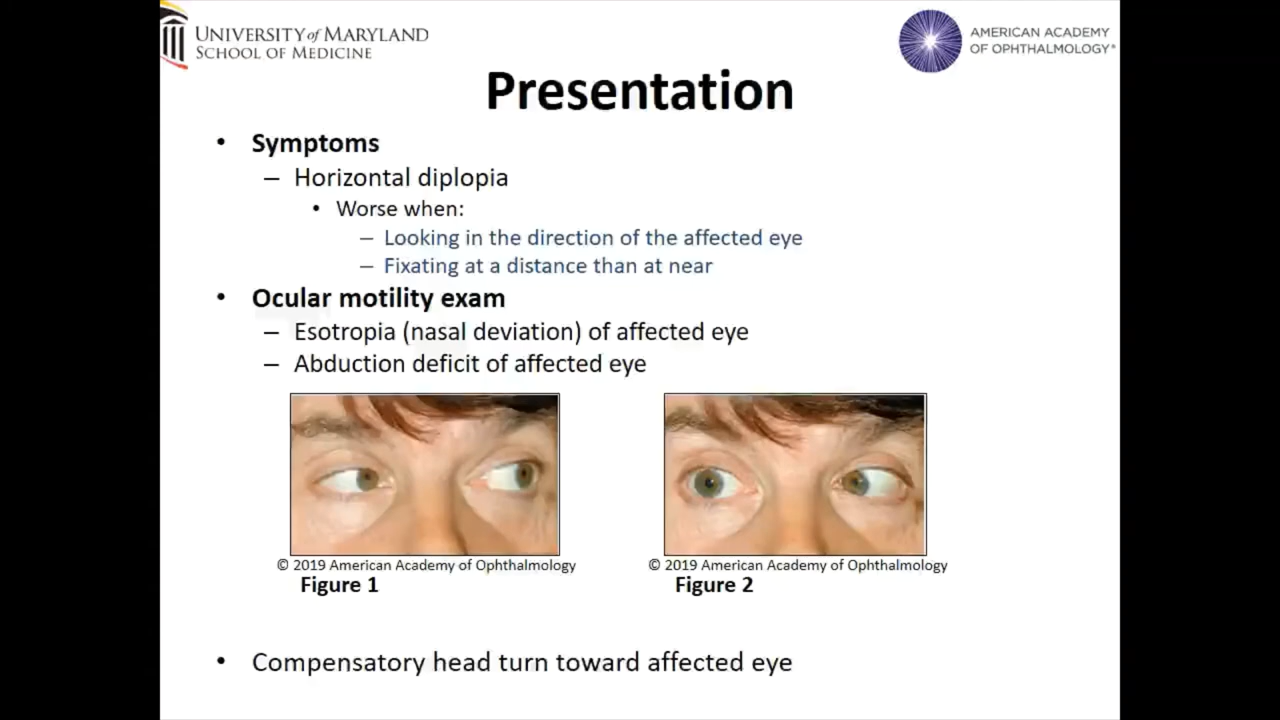 UNIVERSITY of MARYLAND
SCHOOL OF MEDICINE
AMERICAN ACADEMY
OF OPHTHALMOLOGY®
Presentation
• Symptoms
– Horizontal diplopia
• Worse when:
– Looking in the direction of the affected eye
– Fixating at a distance than at near
• Ocular motility exam
– Esotropia (nasal deviation) of affected eye
– Abduction deficit of affected eye
© 2019 American Academy of Ophthalmology
Figure 1
© 2019 American Academy of Ophthalmology
Figure 2
• Compensatory head turn toward affected eye